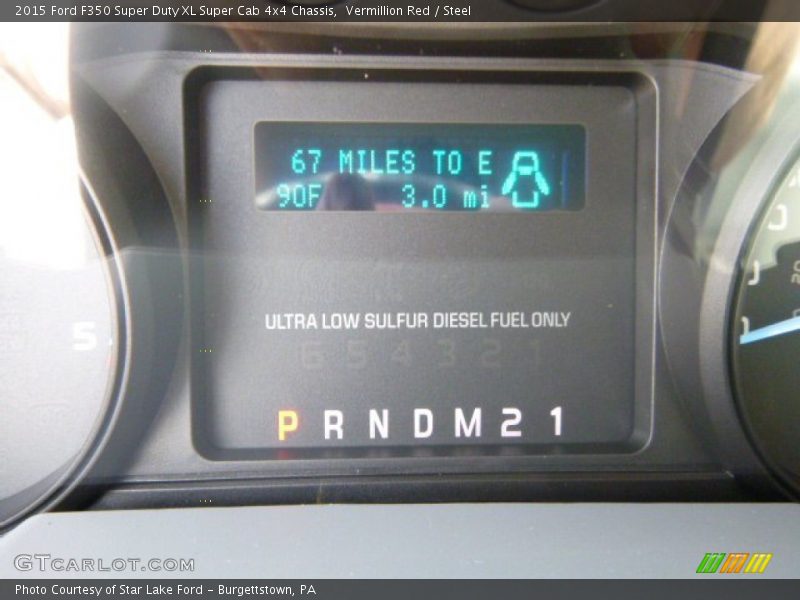 2015 Ford F350 Super Duty XL Super Cab 4x4 Chassis, Vermillion Red / Steel
67 MILES TO E
90F 3.0 mi
ULTRA LOW SULFUR DIESEL FUEL ONLY
6 5 4 3 2 1
5
P R N D M 2 1
GTCARLOT.COM
Photo Courtesy of Star Lake Ford - Burgettstown, PA